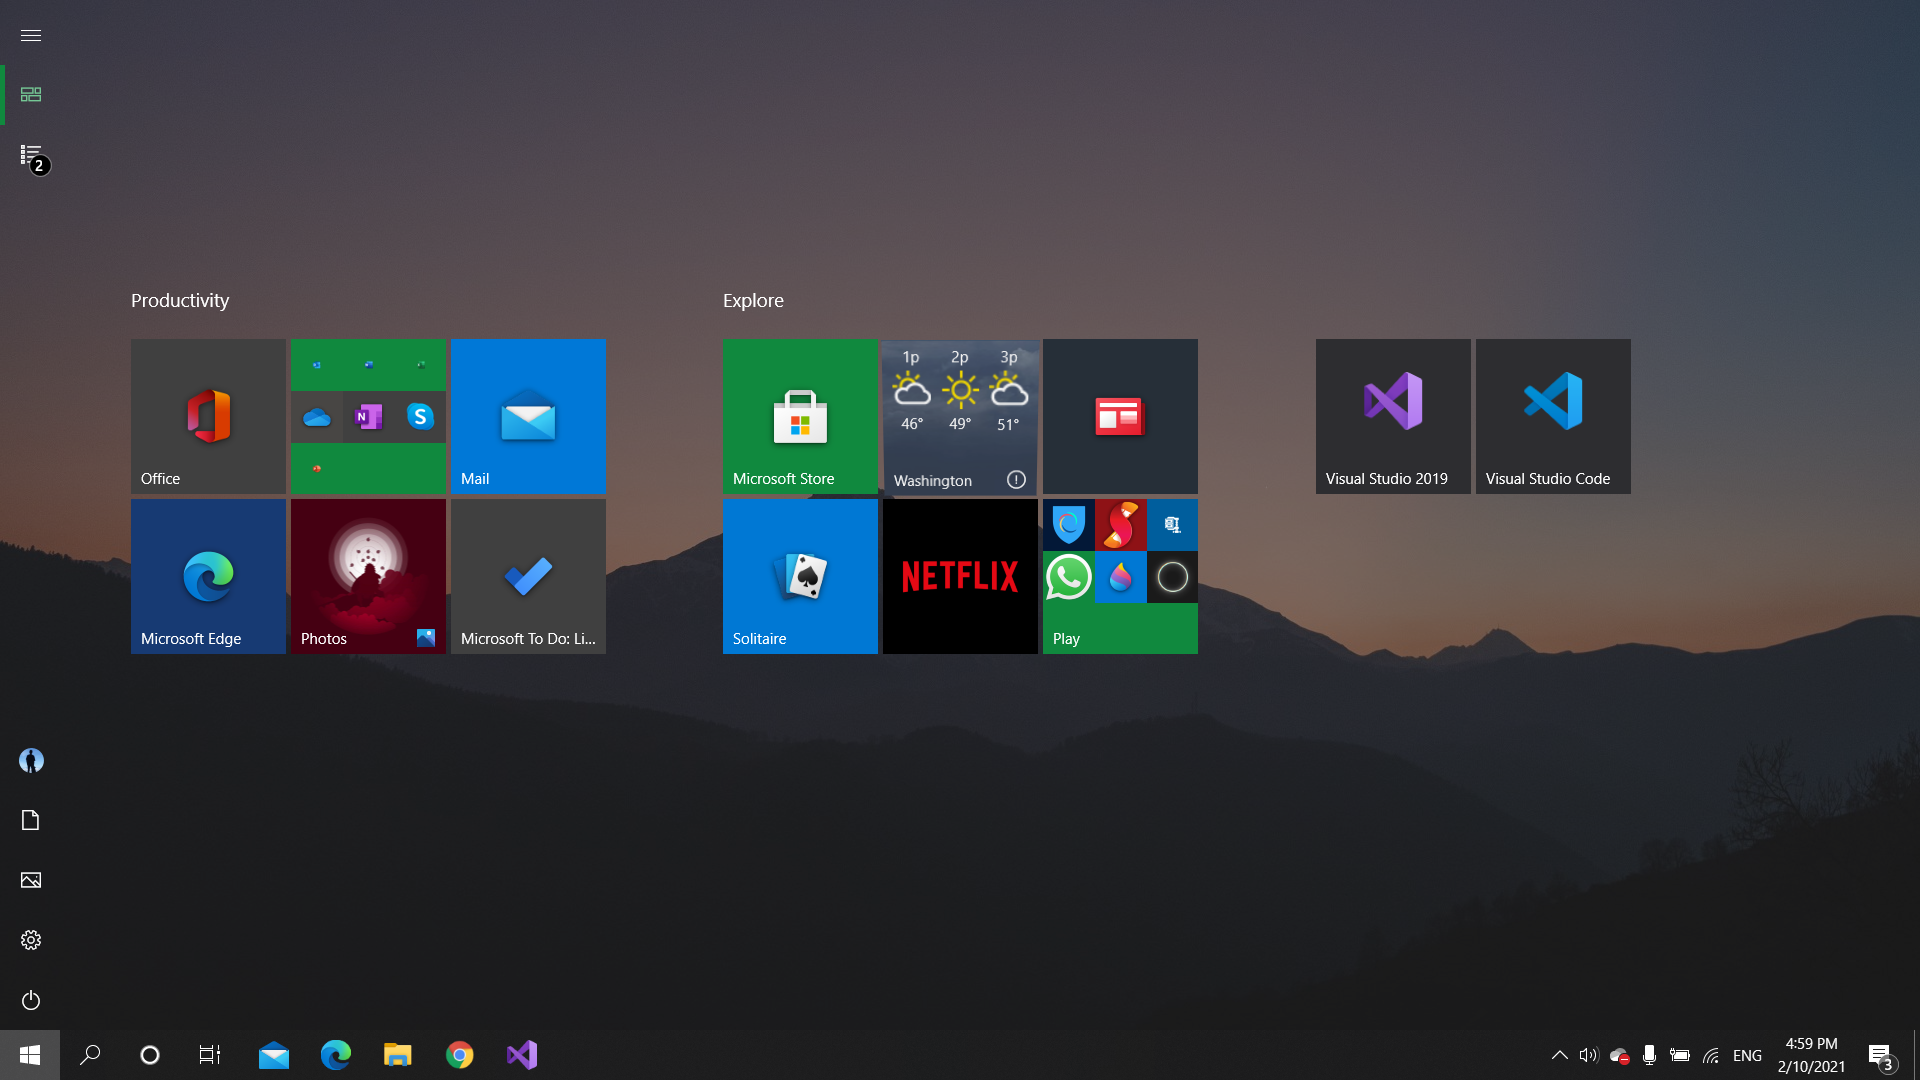 2
Productivity
Explore
Office
N
S
Mail
Microsoft Store
1p 2p 3p
46° 49° 51°
Washington
Visual Studio 2019
Visual Studio Code
Microsoft Edge
Photos
Microsoft To Do: Li...
Solitaire
NETFLIX
Play
ENG
4:59 PM
2/10/2021
3